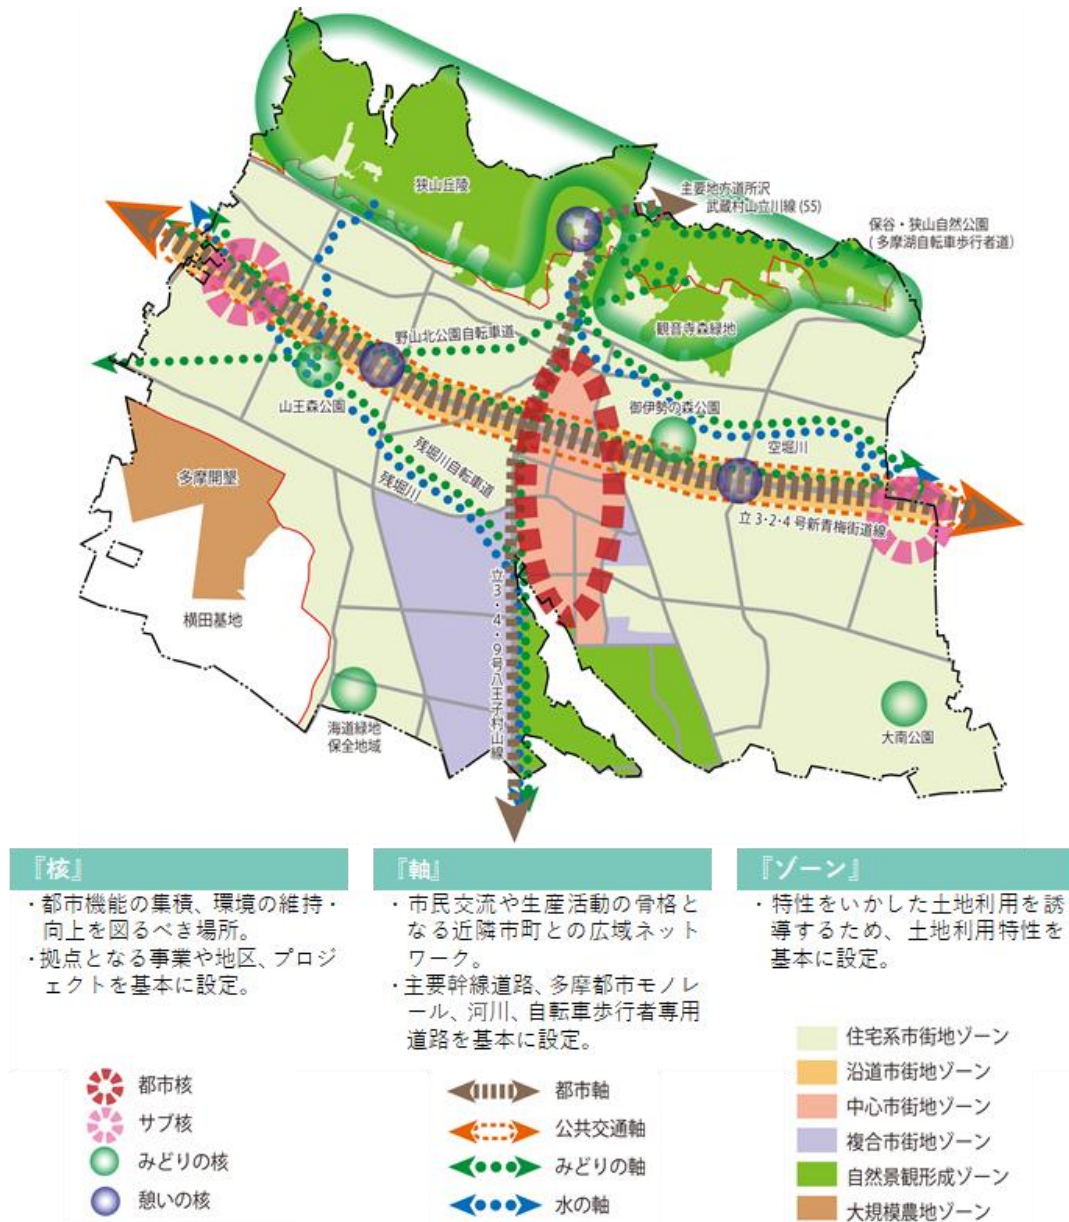 狭山丘陵
主要地方道所沢
武蔵村山立川線(55)
保谷・狭山自然公園
(多摩湖自転車歩行者道)
観音寺森緑地
野山北公園自転車道
山王森公園
御伊勢の森公園
空堀川
多摩開墾
残堀川自転車道
残堀川
立3・2・4号新青梅街道線
横田基地
立3・4・9号八王子村山線
海道緑地
保全地域
大南公園
『核』
・都市機能の集積、環境の維持・
向上を図るべき場所。
・拠点となる事業や地区、プロジ
ェクトを基本に設定。
都市核
サブ核
みどりの核
憩いの核
『軸』
・市民交流や生産活動の骨格と
なる近隣市町との広域ネット
ワーク。
・主要幹線道路、多摩都市モノレ
ール、河川、自転車歩行者専用
道路を基本に設定。
都市軸
公共交通軸
みどりの軸
水の軸
『ゾーン』
・特性をいかした土地利用を誘
導するため、土地利用特性を
基本に設定。
住宅系市街地ゾーン
沿道市街地ゾーン
中心市街地ゾーン
複合市街地ゾーン
自然景観形成ゾーン
大規模農地ゾーン